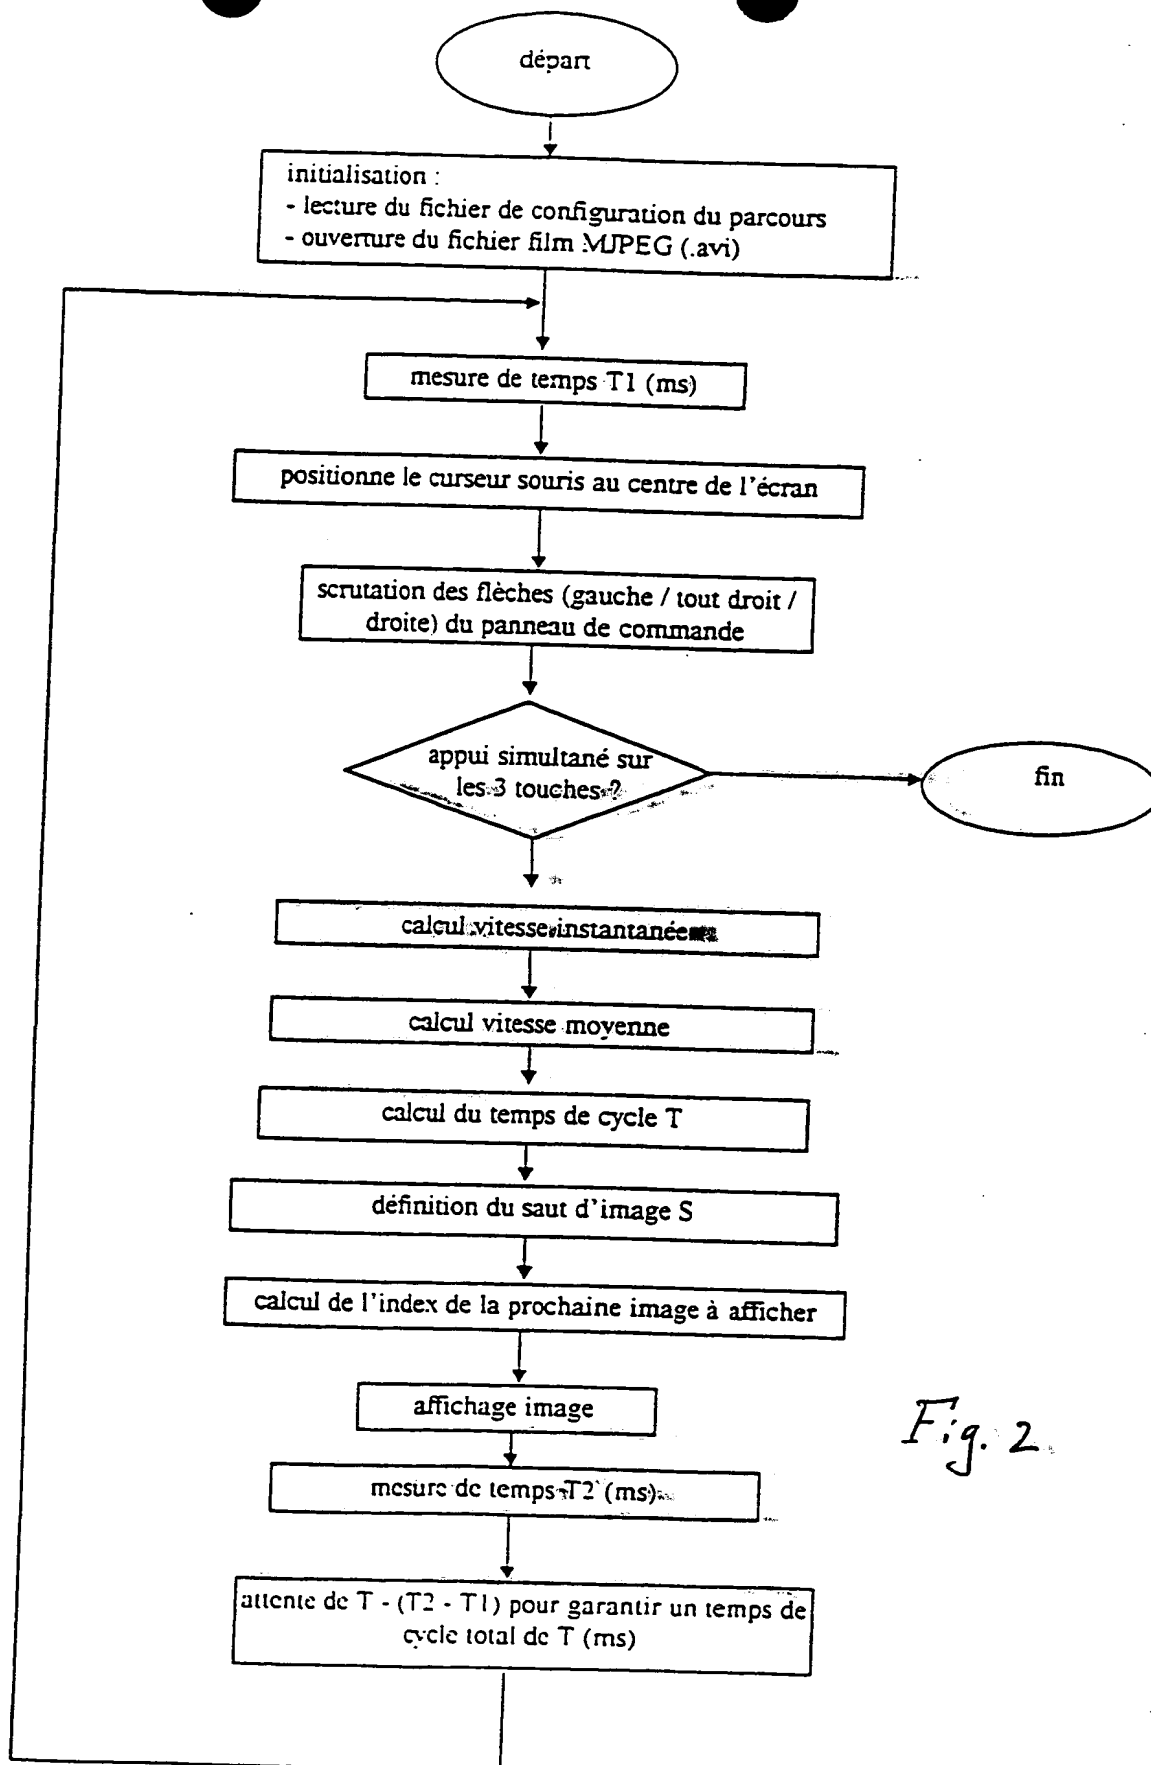 départ
initialisation :
- lecture du fichier de configuration du parcours
- ouverture du fichier film MJPEG (.avi)
mesure de temps T1 (ms)
positionne le curseur souris au centre de l'écran
scrutation des flèches (gauche / tout droit /
droite) du panneau de commande
appui simultané sur
les 3 touches ?
fin
calcul vitesse instantanée
calcul vitesse moyenne
calcul du temps de cycle T
définition du saut d'image S
calcul de l'index de la prochaine image à afficher
affichage image
Fig. 2
mesure de temps T2 (ms)
attente de T - (T2 - T1) pour garantir un temps de
cycle total de T (ms)